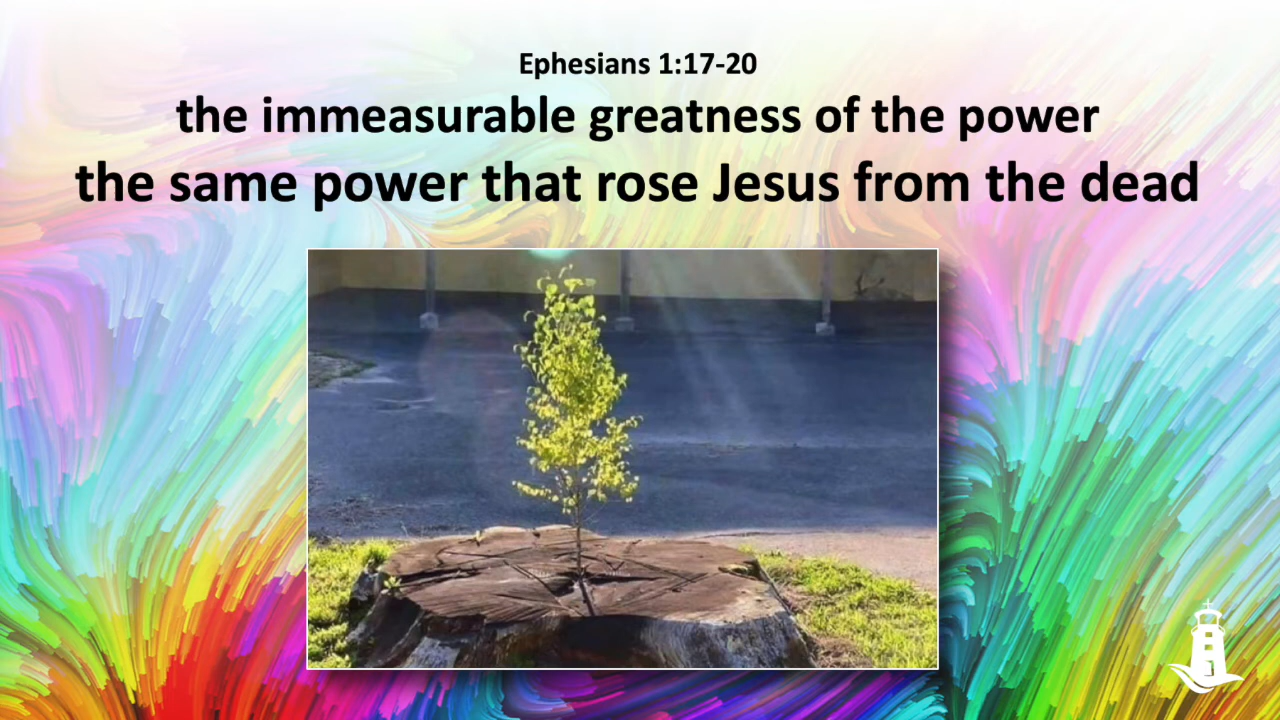 Ephesians 1:17-20
the immeasurable greatness of the power
the same power that rose Jesus from the dead